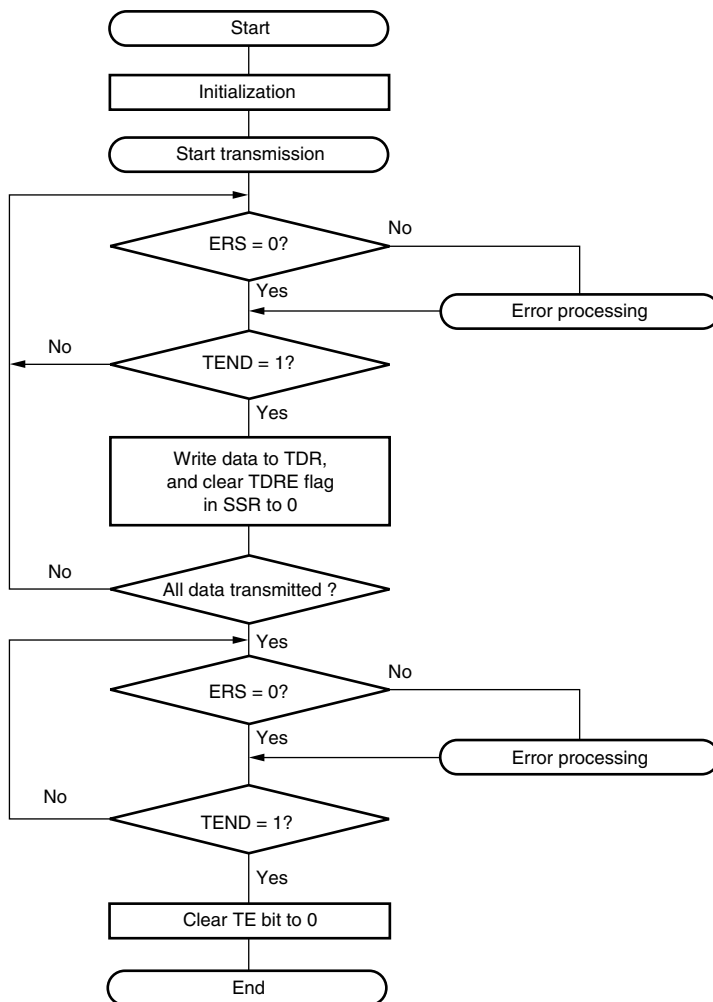 Start
Initialization
Start transmission
ERS = 0?
No
Yes
Error processing
No
TEND = 1?
Yes
Write data to TDR,
and clear TDRE flag
in SSR to 0
No
All data transmitted ?
Yes
ERS = 0?
No
Yes
Error processing
No
TEND = 1?
Yes
Clear TE bit to 0
End